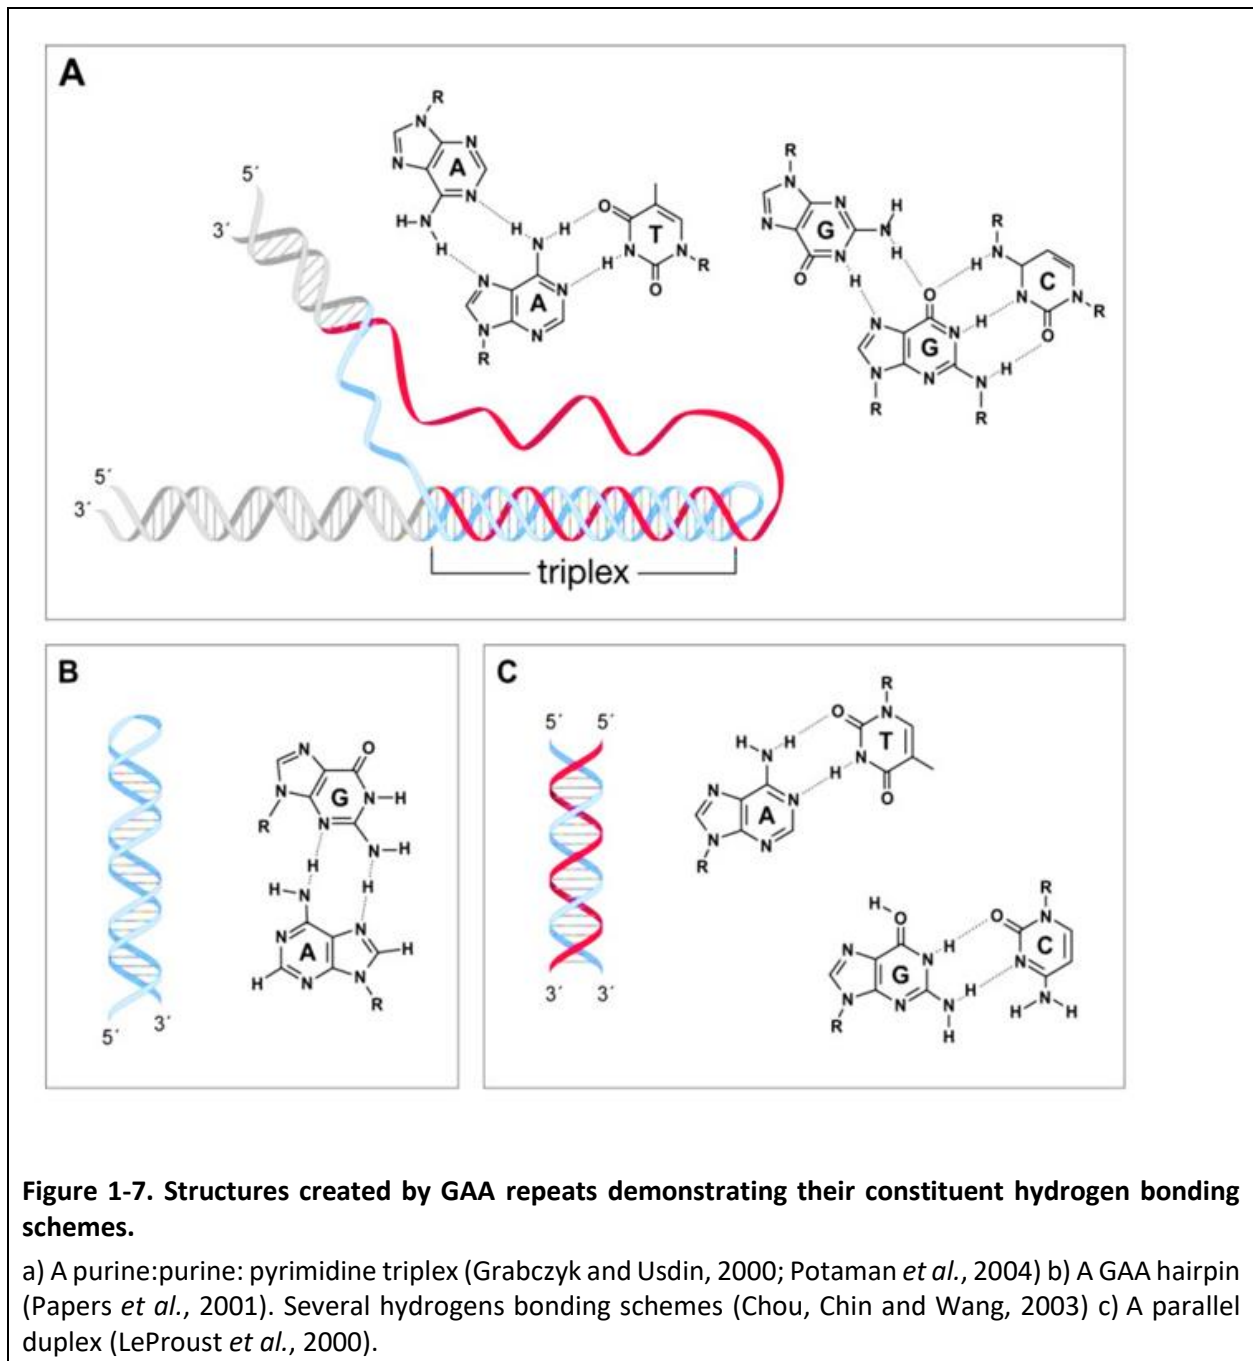 A
R
N
N
A
N
N
H-N
H
H
H
N
N
N
A
N
N
R
O
T
N
H
N
R
O
R
N
N
G
N
N
H
H
O
N
H
R
H
N
O
H
C
N
N
R
O
N
G
N
N
N
H
H
N
R
R
5´
3´
5´
3´
triplex
B
5´
3´
N
O
G
N-H
N
R
N
N-H
H
H
H-N
N
N
A
H
H
N
N
R
C
5´
5´
3´
3´
R
O
N
T
H
H
N
H
N
O
N
N
A
N
N
R
H
O
R
O
N
H
C
N
N
G
N
H
N
N
N
N
R
H
H
H
Figure 1-7. Structures created by GAA repeats demonstrating their constituent hydrogen bonding
schemes.
a) A purine:purine: pyrimidine triplex (Grabczyk and Usdin, 2000; Potaman et al., 2004) b) A GAA hairpin
(Papers et al., 2001). Several hydrogens bonding schemes (Chou, Chin and Wang, 2003) c) A parallel
duplex (LeProust et al., 2000).